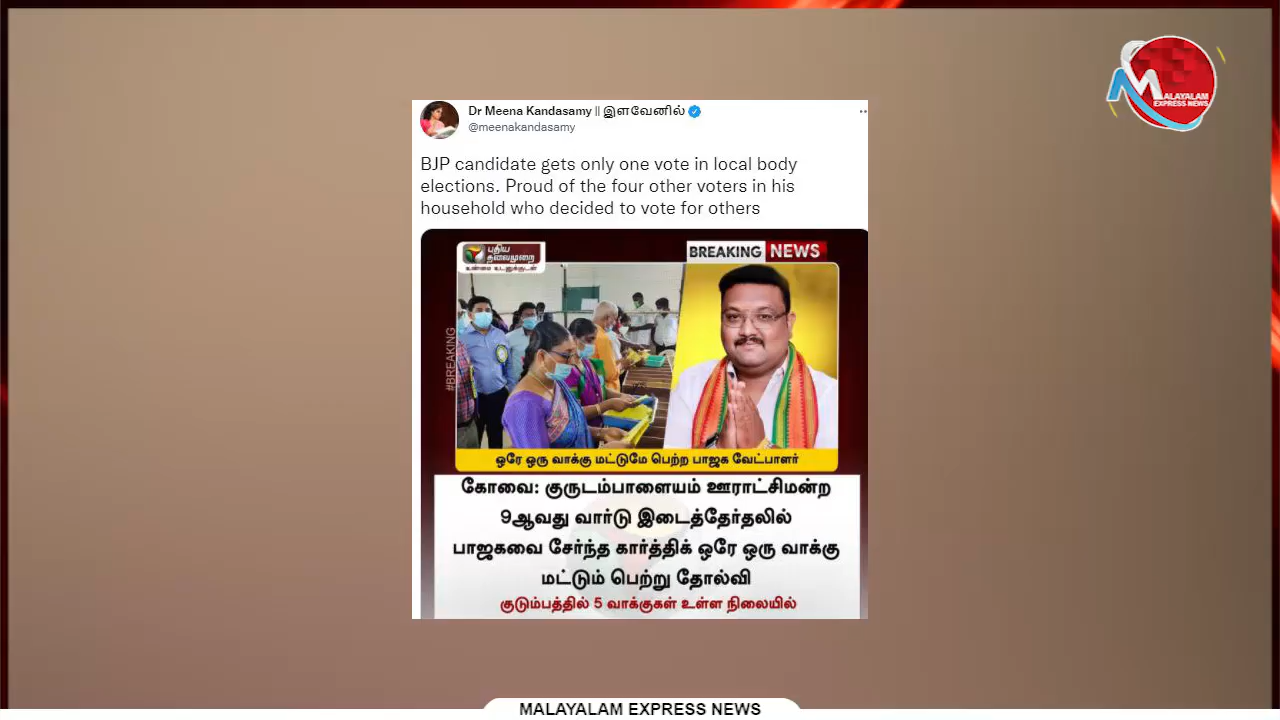 MALAYALAM
EXPRESS NEWS
Dr Meena Kandasamy || இளவேனில்
@meenakandasamy
BJP candidate gets only one vote in local body
elections. Proud of the four other voters in his
household who decided to vote for others
புதிய
தலைமுறை
உண்மை உடனுக்குடன்
BREAKING NEWS
#BREAKING
ஒரே ஒரு வாக்கு மட்டுமே பெற்ற பாஜக வேட்பாளர்
கோவை: குருடம்பாளையம் ஊராட்சிமன்ற
9ஆவது வார்டு இடைத்தேர்தலில்
பாஜகவை சேர்ந்த கார்த்திக் ஒரே ஒரு வாக்கு
மட்டும் பெற்று தோல்வி
குடும்பத்தில் 5 வாக்குகள் உள்ள நிலையில்
MALAYALAM EXPRESS NEWS